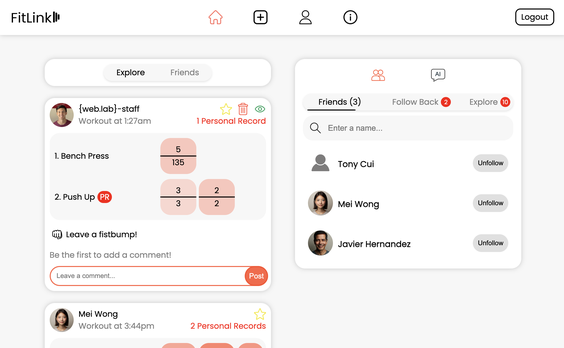 FitLink
Logout
Explore
Friends
{web.lab}-staff
Workout at 1:27am
1 Personal Record
1. Bench Press
5
135
2. Push Up PR
3
3
2
2
Leave a fistbump!
Be the first to add a comment!
Leave a comment...
Post
Mei Wong
Workout at 3:44pm
2 Personal Records
AI
Friends (3)
Follow Back 2
Explore 10
Enter a name...
Tony Cui
Unfollow
Mei Wong
Unfollow
Javier Hernandez
Unfollow